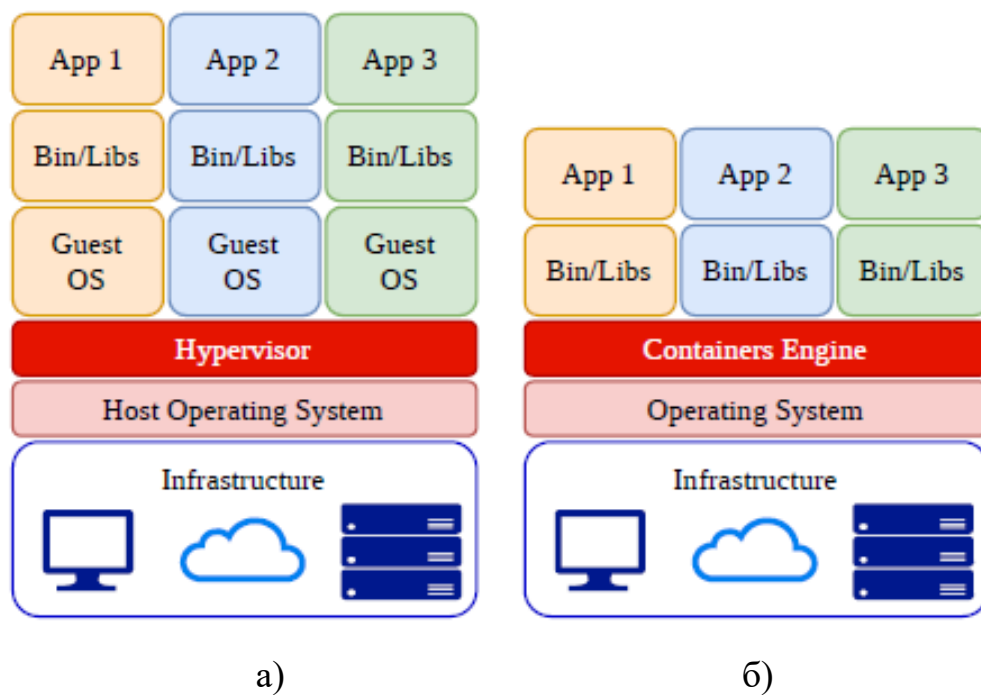 App 1
App 2
App 3
Bin/Libs
Bin/Libs
Bin/Libs
Guest
OS
Guest
OS
Guest
OS
Hypervisor
Host Operating System
Infrastructure
а)
App 1
App 2
App 3
Bin/Libs
Bin/Libs
Bin/Libs
Containers Engine
Operating System
Infrastructure
б)